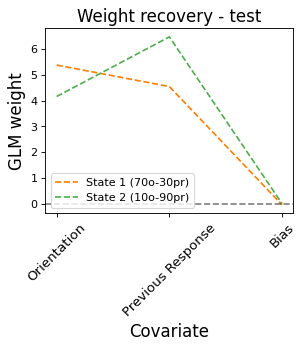 Weight recovery - test
GLM weight
6
5
4
3
2
1
0
State 1 (70o-30pr)
State 2 (10o-90pr)
Orientation
Previous Response
Bias
Covariate